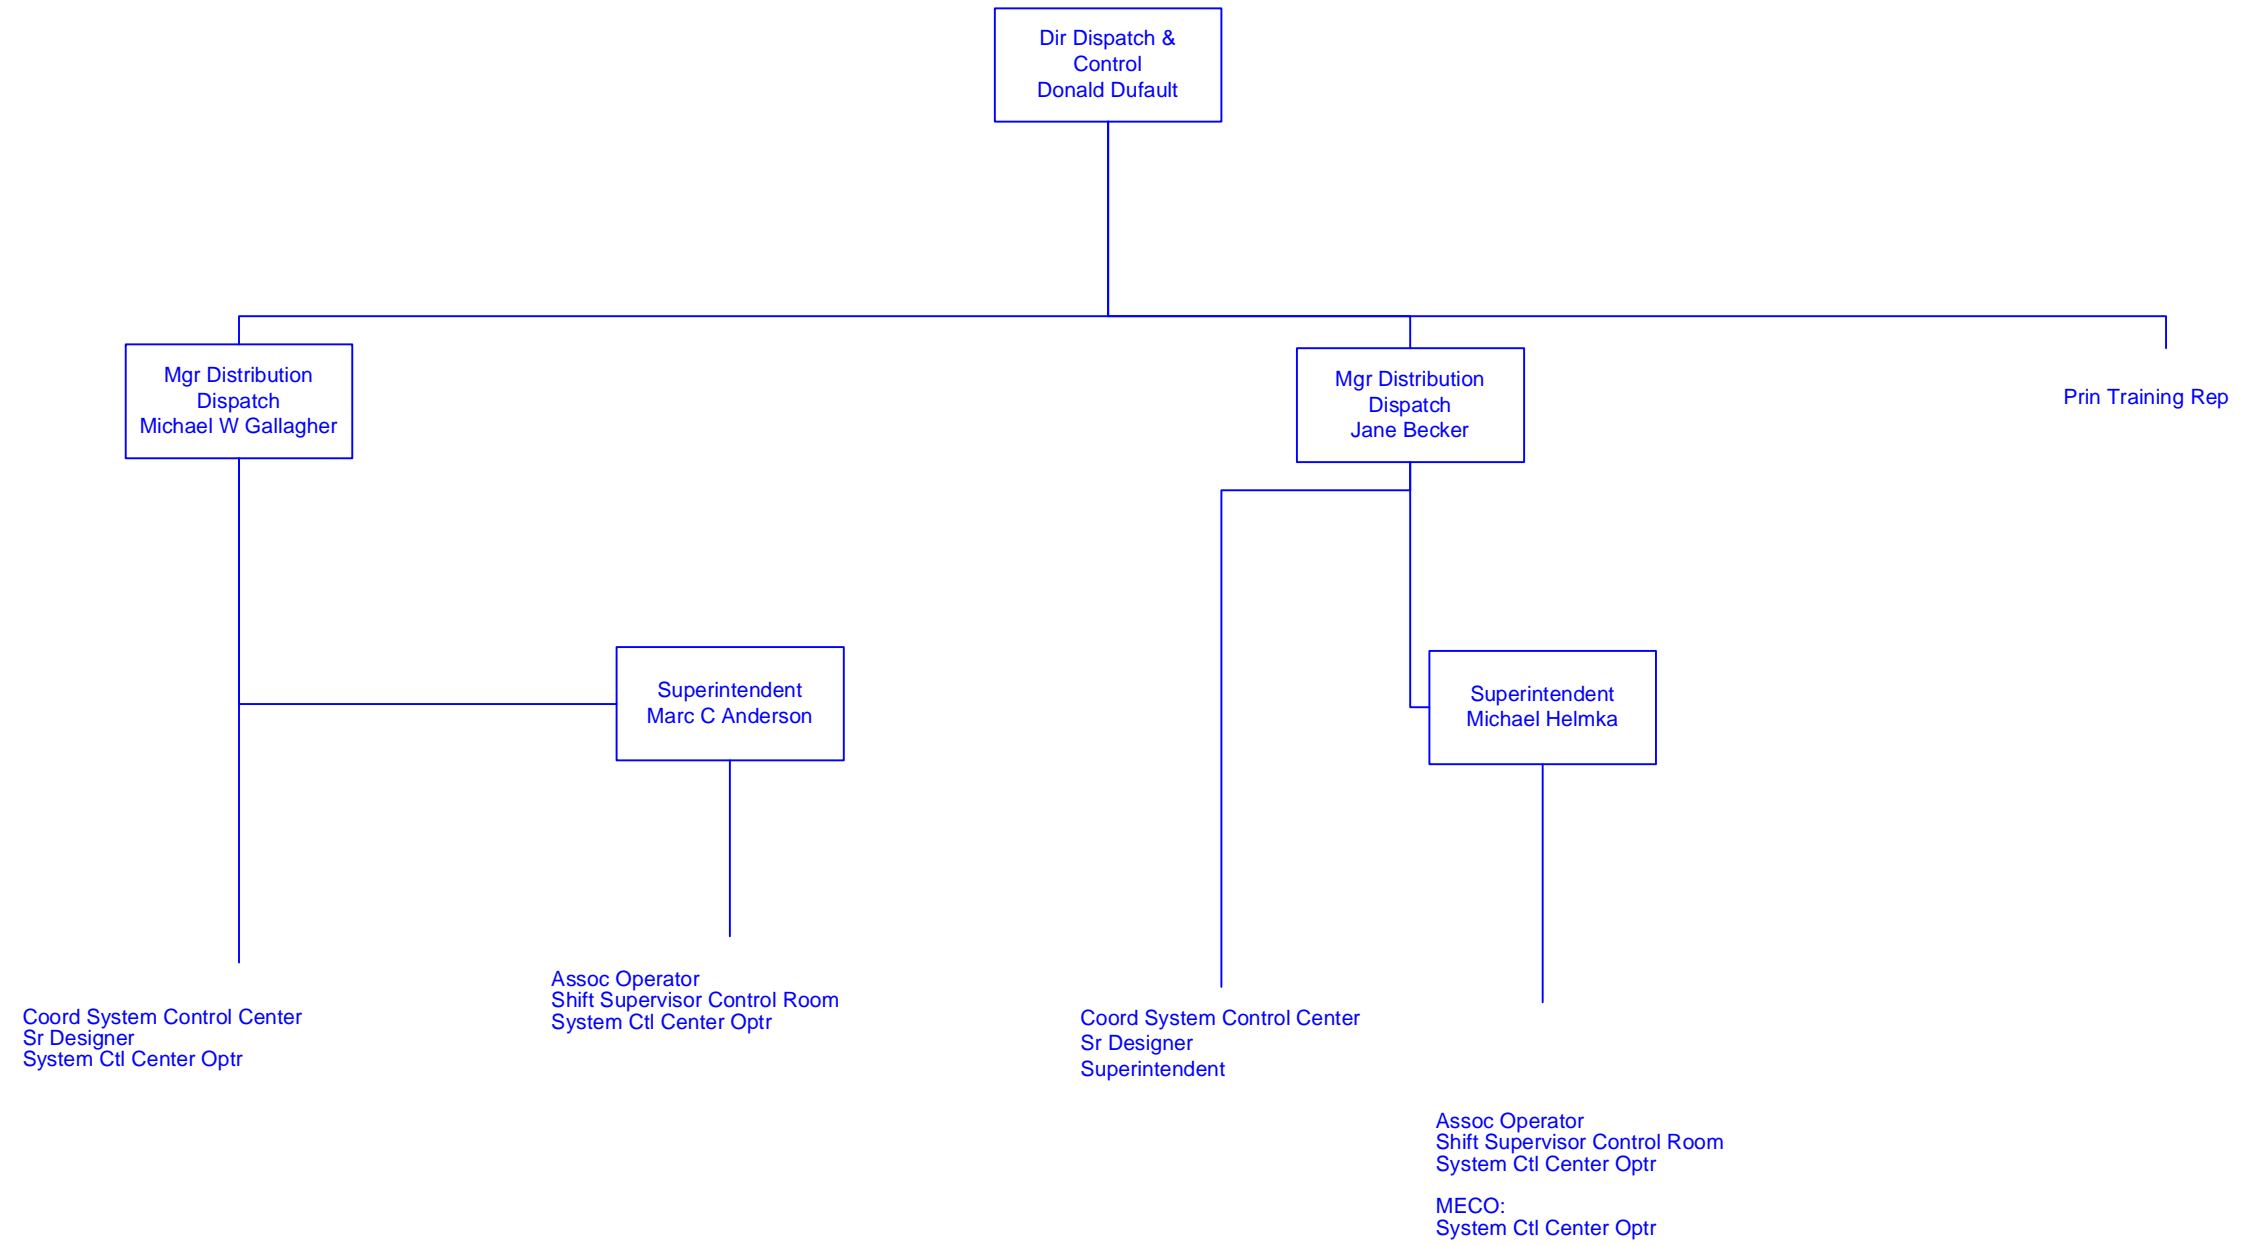 Dir Dispatch &
Control
Donald Dufault
Mgr Distribution
Dispatch
Michael W Gallagher
Mgr Distribution
Dispatch
Jane Becker
Prin Training Rep
Superintendent
Marc C Anderson
Superintendent
Michael Helmka
Coord System Control Center
Sr Designer
System Ctl Center Optr
Assoc Operator
Shift Supervisor Control Room
System Ctl Center Optr
Coord System Control Center
Sr Designer
Superintendent
Assoc Operator
Shift Supervisor Control Room
System Ctl Center Optr
MECO:
System Ctl Center Optr